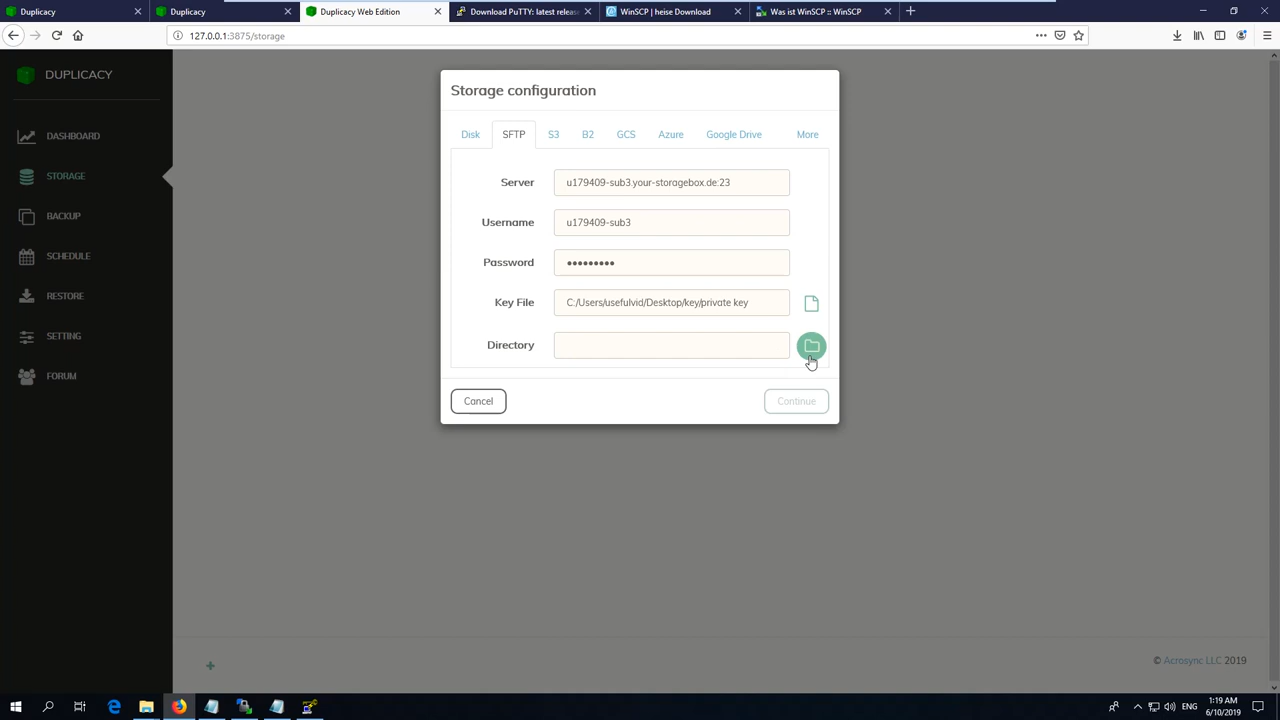 Duplicacy
Duplicacy
Duplicacy Web Edition
Download PuTTY: latest release
WinSCP | heise Download
Was ist WinSCP :: WinSCP
127.0.0.1:3875/storage
DUPLICACY
DASHBOARD
STORAGE
BACKUP
SCHEDULE
RESTORE
SETTING
FORUM
Storage configuration
Disk SFTP S3 B2 GCS Azure Google Drive More
Server u179409-sub3.your-storagebox.de:23
Username u179409-sub3
Password •••••••••
Key File C:/Users/usefulvid/Desktop/key/private key
Directory
Cancel Continue
© Acrosync LLC 2019
ENG
1:19 AM
6/10/2019